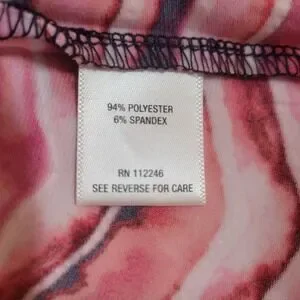 94% POLYESTER
6% SPANDEX
RN 112246
SEE REVERSE FOR CARE